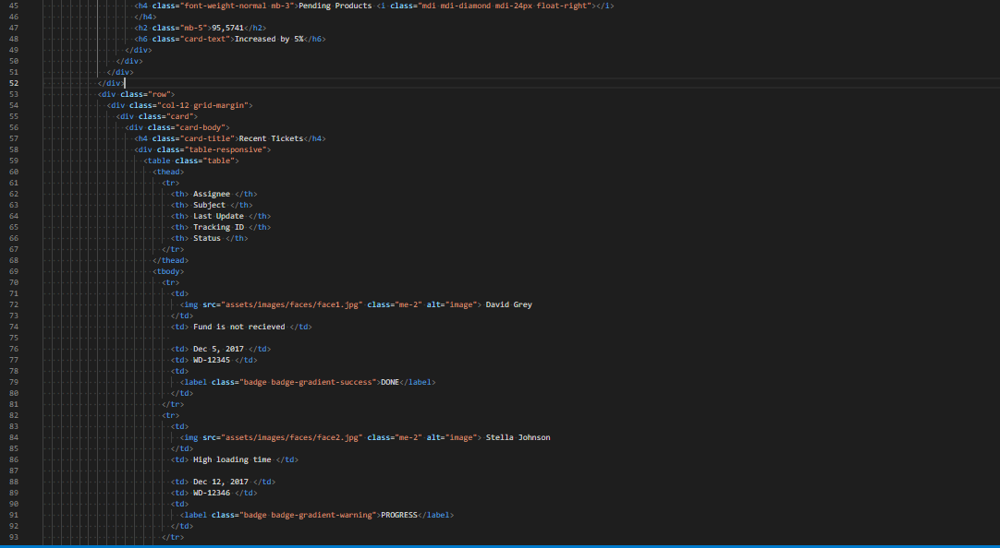 45 <h4 class="font-weight-normal mb-3">Pending Products <i class="mdi mdi-diamond mdi-24px float-right"></i>
46 </h4>
47 <h2 class="mb-5">95,5741</h2>
48 <h6 class="card-text">Increased by 5%</h6>
49 </div>
50 </div>
51 </div>
52 </div>
53 <div class="row">
54 <div class="col-12 grid-margin">
55 <div class="card">
56 <div class="card-body">
57 <h4 class="card-title">Recent Tickets</h4>
58 <div class="table-responsive">
59 <table class="table">
60 <thead>
61 <tr>
62 <th> Assignee </th>
63 <th> Subject </th>
64 <th> Last Update </th>
65 <th> Tracking ID </th>
66 <th> Status </th>
67 </tr>
68 </thead>
69 <tbody>
70 <tr>
71 <td>
72 <img src="assets/images/faces/face1.jpg" class="me-2" alt="image"> David Grey
73 </td>
74 <td> Fund is not recieved </td>
75
76 <td> Dec 5, 2017 </td>
77 <td> WD-12345 </td>
78 <td>
79 <label class="badge badge-gradient-success">DONE</label>
80 </td>
81 </tr>
82 <tr>
83 <td>
84 <img src="assets/images/faces/face2.jpg" class="me-2" alt="image"> Stella Johnson
85 </td>
86 <td> High loading time </td>
87
88 <td> Dec 12, 2017 </td>
89 <td> WD-12346 </td>
90 <td>
91 <label class="badge badge-gradient-warning">PROGRESS</label>
92 </td>
93 </tr>